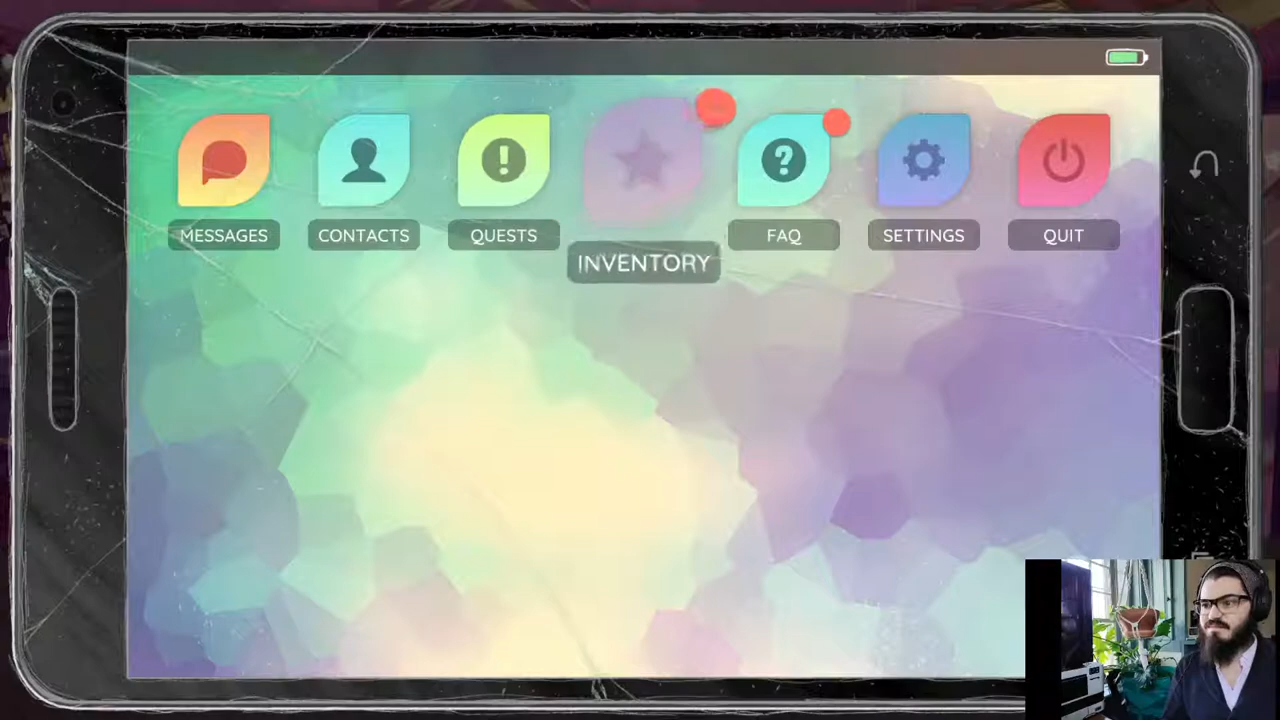 MESSAGES
CONTACTS
QUESTS
INVENTORY
FAQ
SETTINGS
QUIT